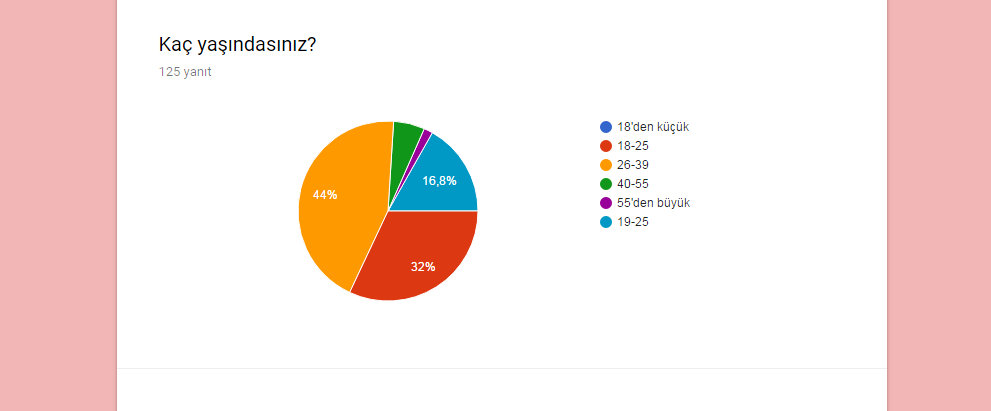 Kaç yaşındasınız?
125 yanıt
18'den küçük
18-25
26-39
40-55
55'den büyük
19-25
16,8%
44%
32%